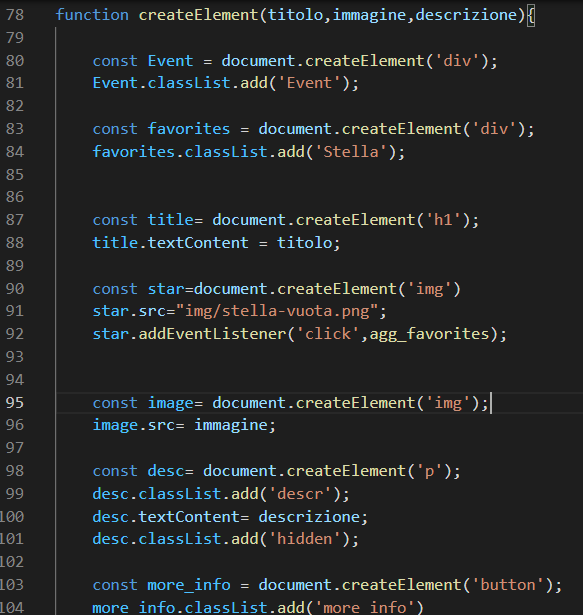 78 function createElement(titolo,immagine,descrizione){
79
80 const Event = document.createElement('div');
81 Event.classList.add('Event');
82
83 const favorites = document.createElement('div');
84 favorites.classList.add('Stella');
85
86
87 const title= document.createElement('h1');
88 title.textContent = titolo;
89
90 const star=document.createElement('img')
91 star.src="img/stella-vuota.png";
92 star.addEventListener('click',agg_favorites);
93
94
95 const image= document.createElement('img');
96 image.src= immagine;
97
98 const desc= document.createElement('p');
99 desc.classList.add('descr');
100 desc.textContent= descrizione;
101 desc.classList.add('hidden');
102
103 const more_info = document.createElement('button');
104 more_info.classList.add('more_info')